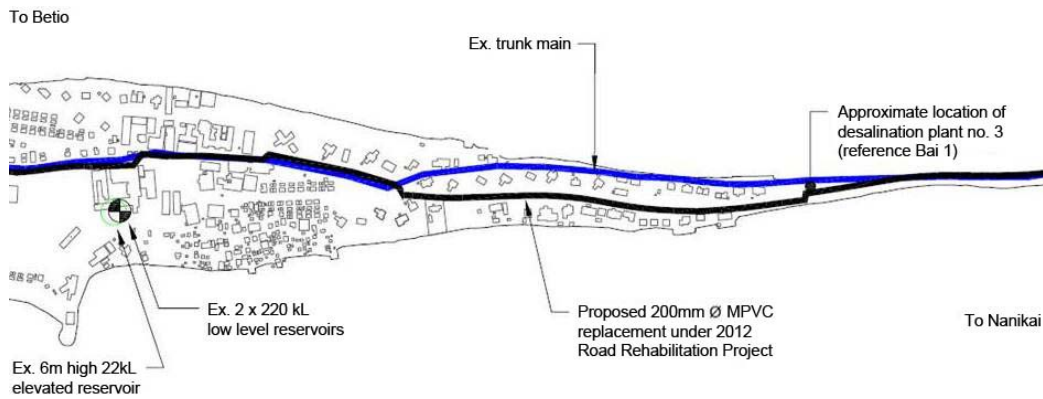 To Betio
Ex. trunk main
Approximate location of
desalination plant no. 3
(reference Bai 1)
Ex. 2 x 220 kL
low level reservoirs
Proposed 200mm Ø MPVC
replacement under 2012
Road Rehabilitation Project
To Nanikai
Ex. 6m high 22kL
elevated reservoir